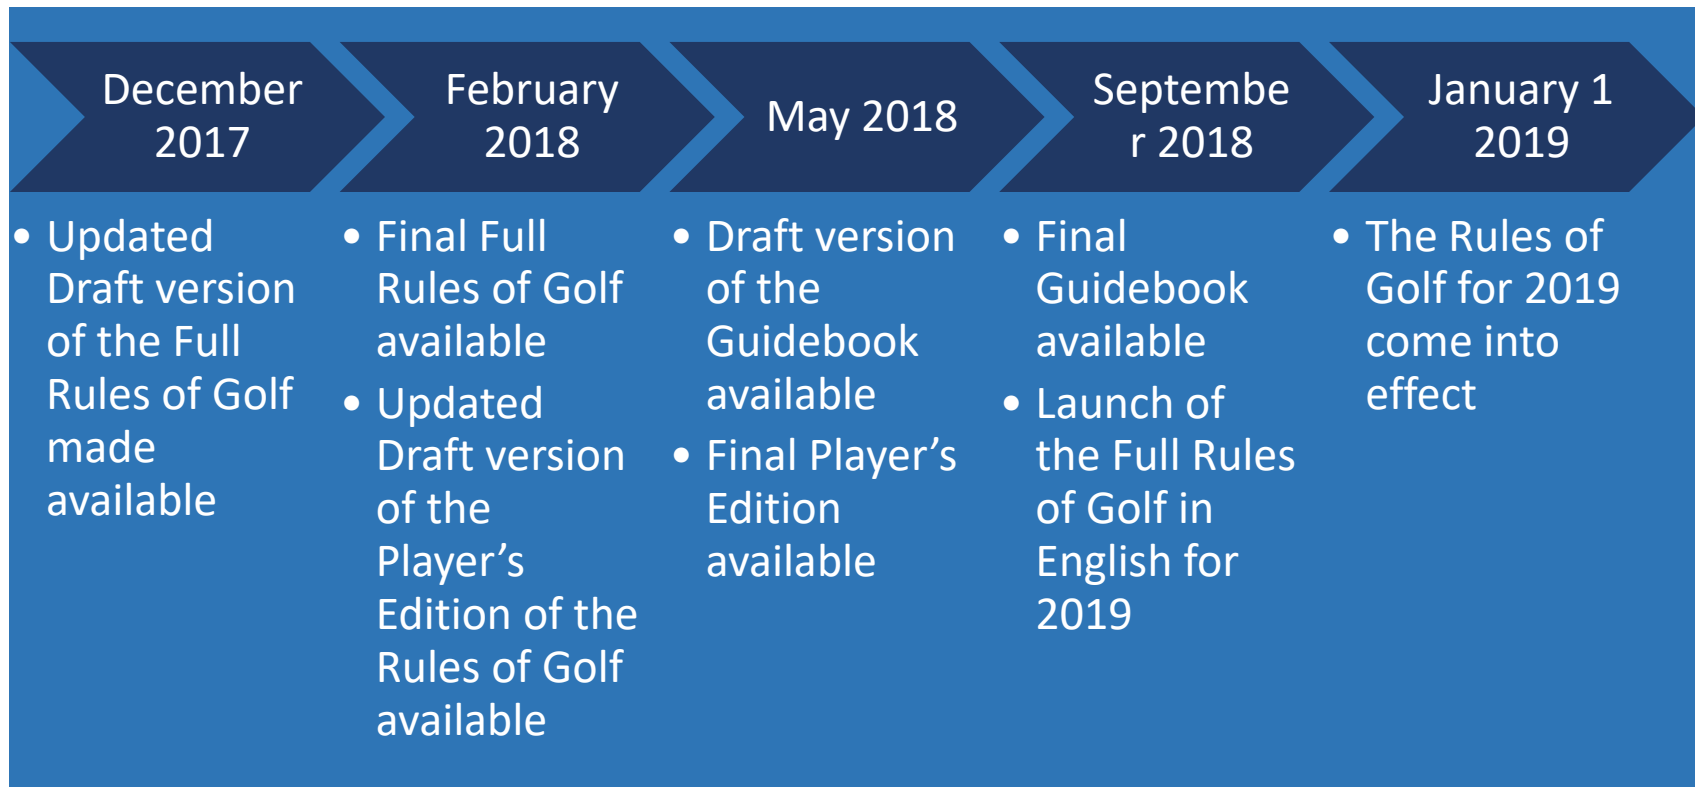 December
2017
February
2018
May 2018
Septembe
r 2018
January 1
2019
• Updated
Draft version
of the Full
Rules of Golf
made
available
• Final Full
Rules of Golf
available
• Updated
Draft version
of the
Player’s
Edition of the
Rules of Golf
available
• Draft version
of the
Guidebook
available
• Final Player’s
Edition
available
• Final
Guidebook
available
• Launch of
the Full Rules
of Golf in
English for
2019
• The Rules of
Golf for 2019
come into
effect